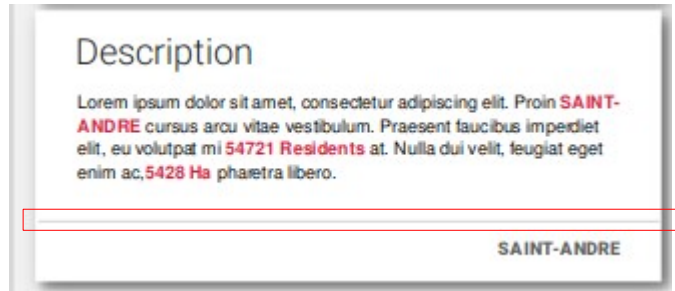 Description
Lorem ipsum dolor sit amet, consectetur adipiscing elit. Proin SAINT-
ANDRE cursus arcu vitae vestibulum. Praesent faucibus imperdiet
elit, eu volutpat mi 54721 Residents at. Nulla dui velit, feugiat eget
enim ac,5428 Ha pharetra libero.
SAINT-ANDRE